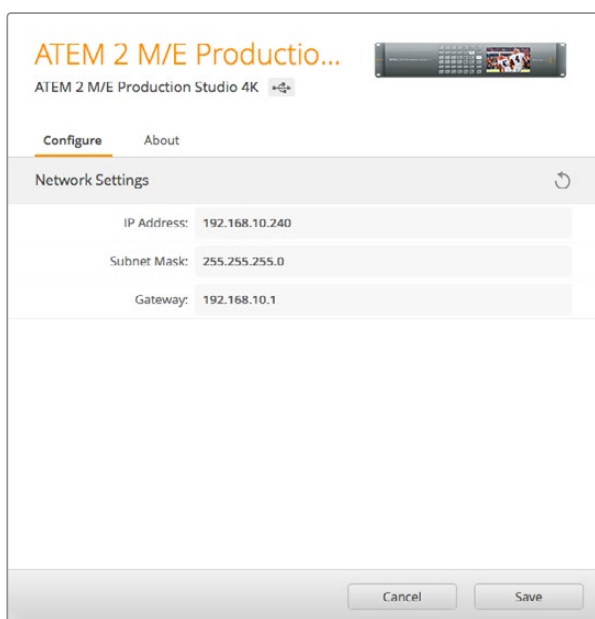 ATEM 2 M/E Productio...
ATEM 2 M/E Production Studio 4K
Configure About
Network Settings
IP Address: 192.168.10.240
Subnet Mask: 255.255.255.0
Gateway: 192.168.10.1
Cancel Save